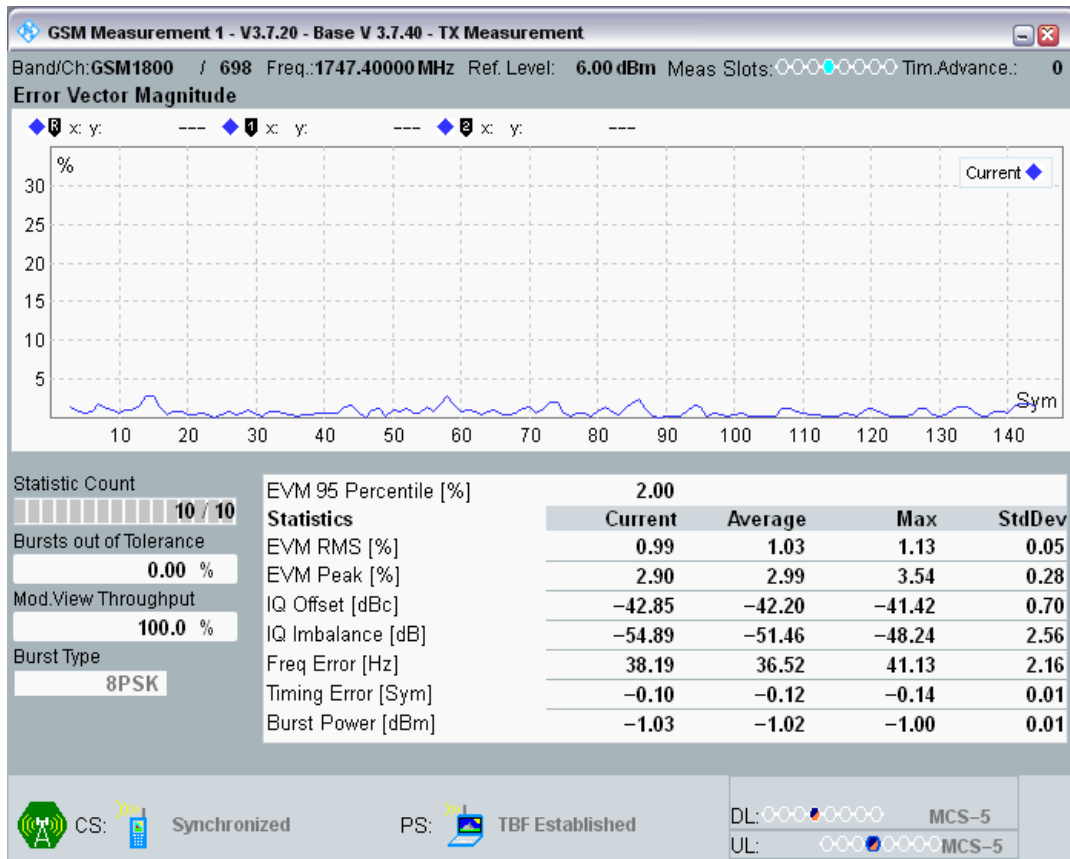 GSM Measurement 1 - V3.7.20 - Base V 3.7.40 - TX Measurement
Band/Ch:GSM1800 / 698 Freq.:1747.40000 MHz Ref. Level: 6.00 dBm Meas Slots: Tim.Advance.: 0
Error Vector Magnitude
R x: y: --- 1 x: y: --- 2 x: y: ---
%
Current
30
25
20
15
10
5
Sym
10 20 30 40 50 60 70 80 90 100 110 120 130 140
Statistic Count
10 / 10
Bursts out of Tolerance
0.00 %
Mod.View Throughput
100.0 %
Burst Type
8PSK
EVM 95 Percentile [%] 2.00
Statistics Current Average Max StdDev
EVM RMS [%] 0.99 1.03 1.13 0.05
EVM Peak [%] 2.90 2.99 3.54 0.28
IQ Offset [dBc] −42.85 −42.20 −41.42 0.70
IQ Imbalance [dB] −54.89 −51.46 −48.24 2.56
Freq Error [Hz] 38.19 36.52 41.13 2.16
Timing Error [Sym] −0.10 −0.12 −0.14 0.01
Burst Power [dBm] −1.03 −1.02 −1.00 0.01
CS: Synchronized PS: TBF Established
DL: MCS−5
UL: MCS−5